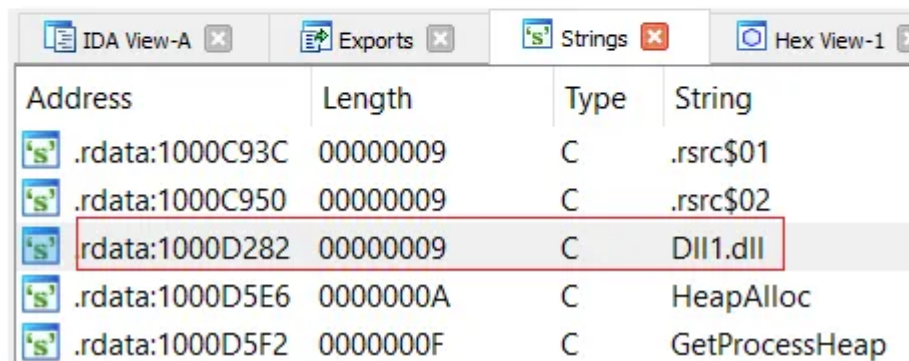 IDA View-A Exports 's' Strings Hex View-1
Address Length Type String
's' .rdata:1000C93C 00000009 C .rsrc$01
's' .rdata:1000C950 00000009 C .rsrc$02
's' .rdata:1000D282 00000009 C Dll1.dll
's' .rdata:1000D5E6 0000000A C HeapAlloc
's' .rdata:1000D5F2 0000000F C GetProcessHeap